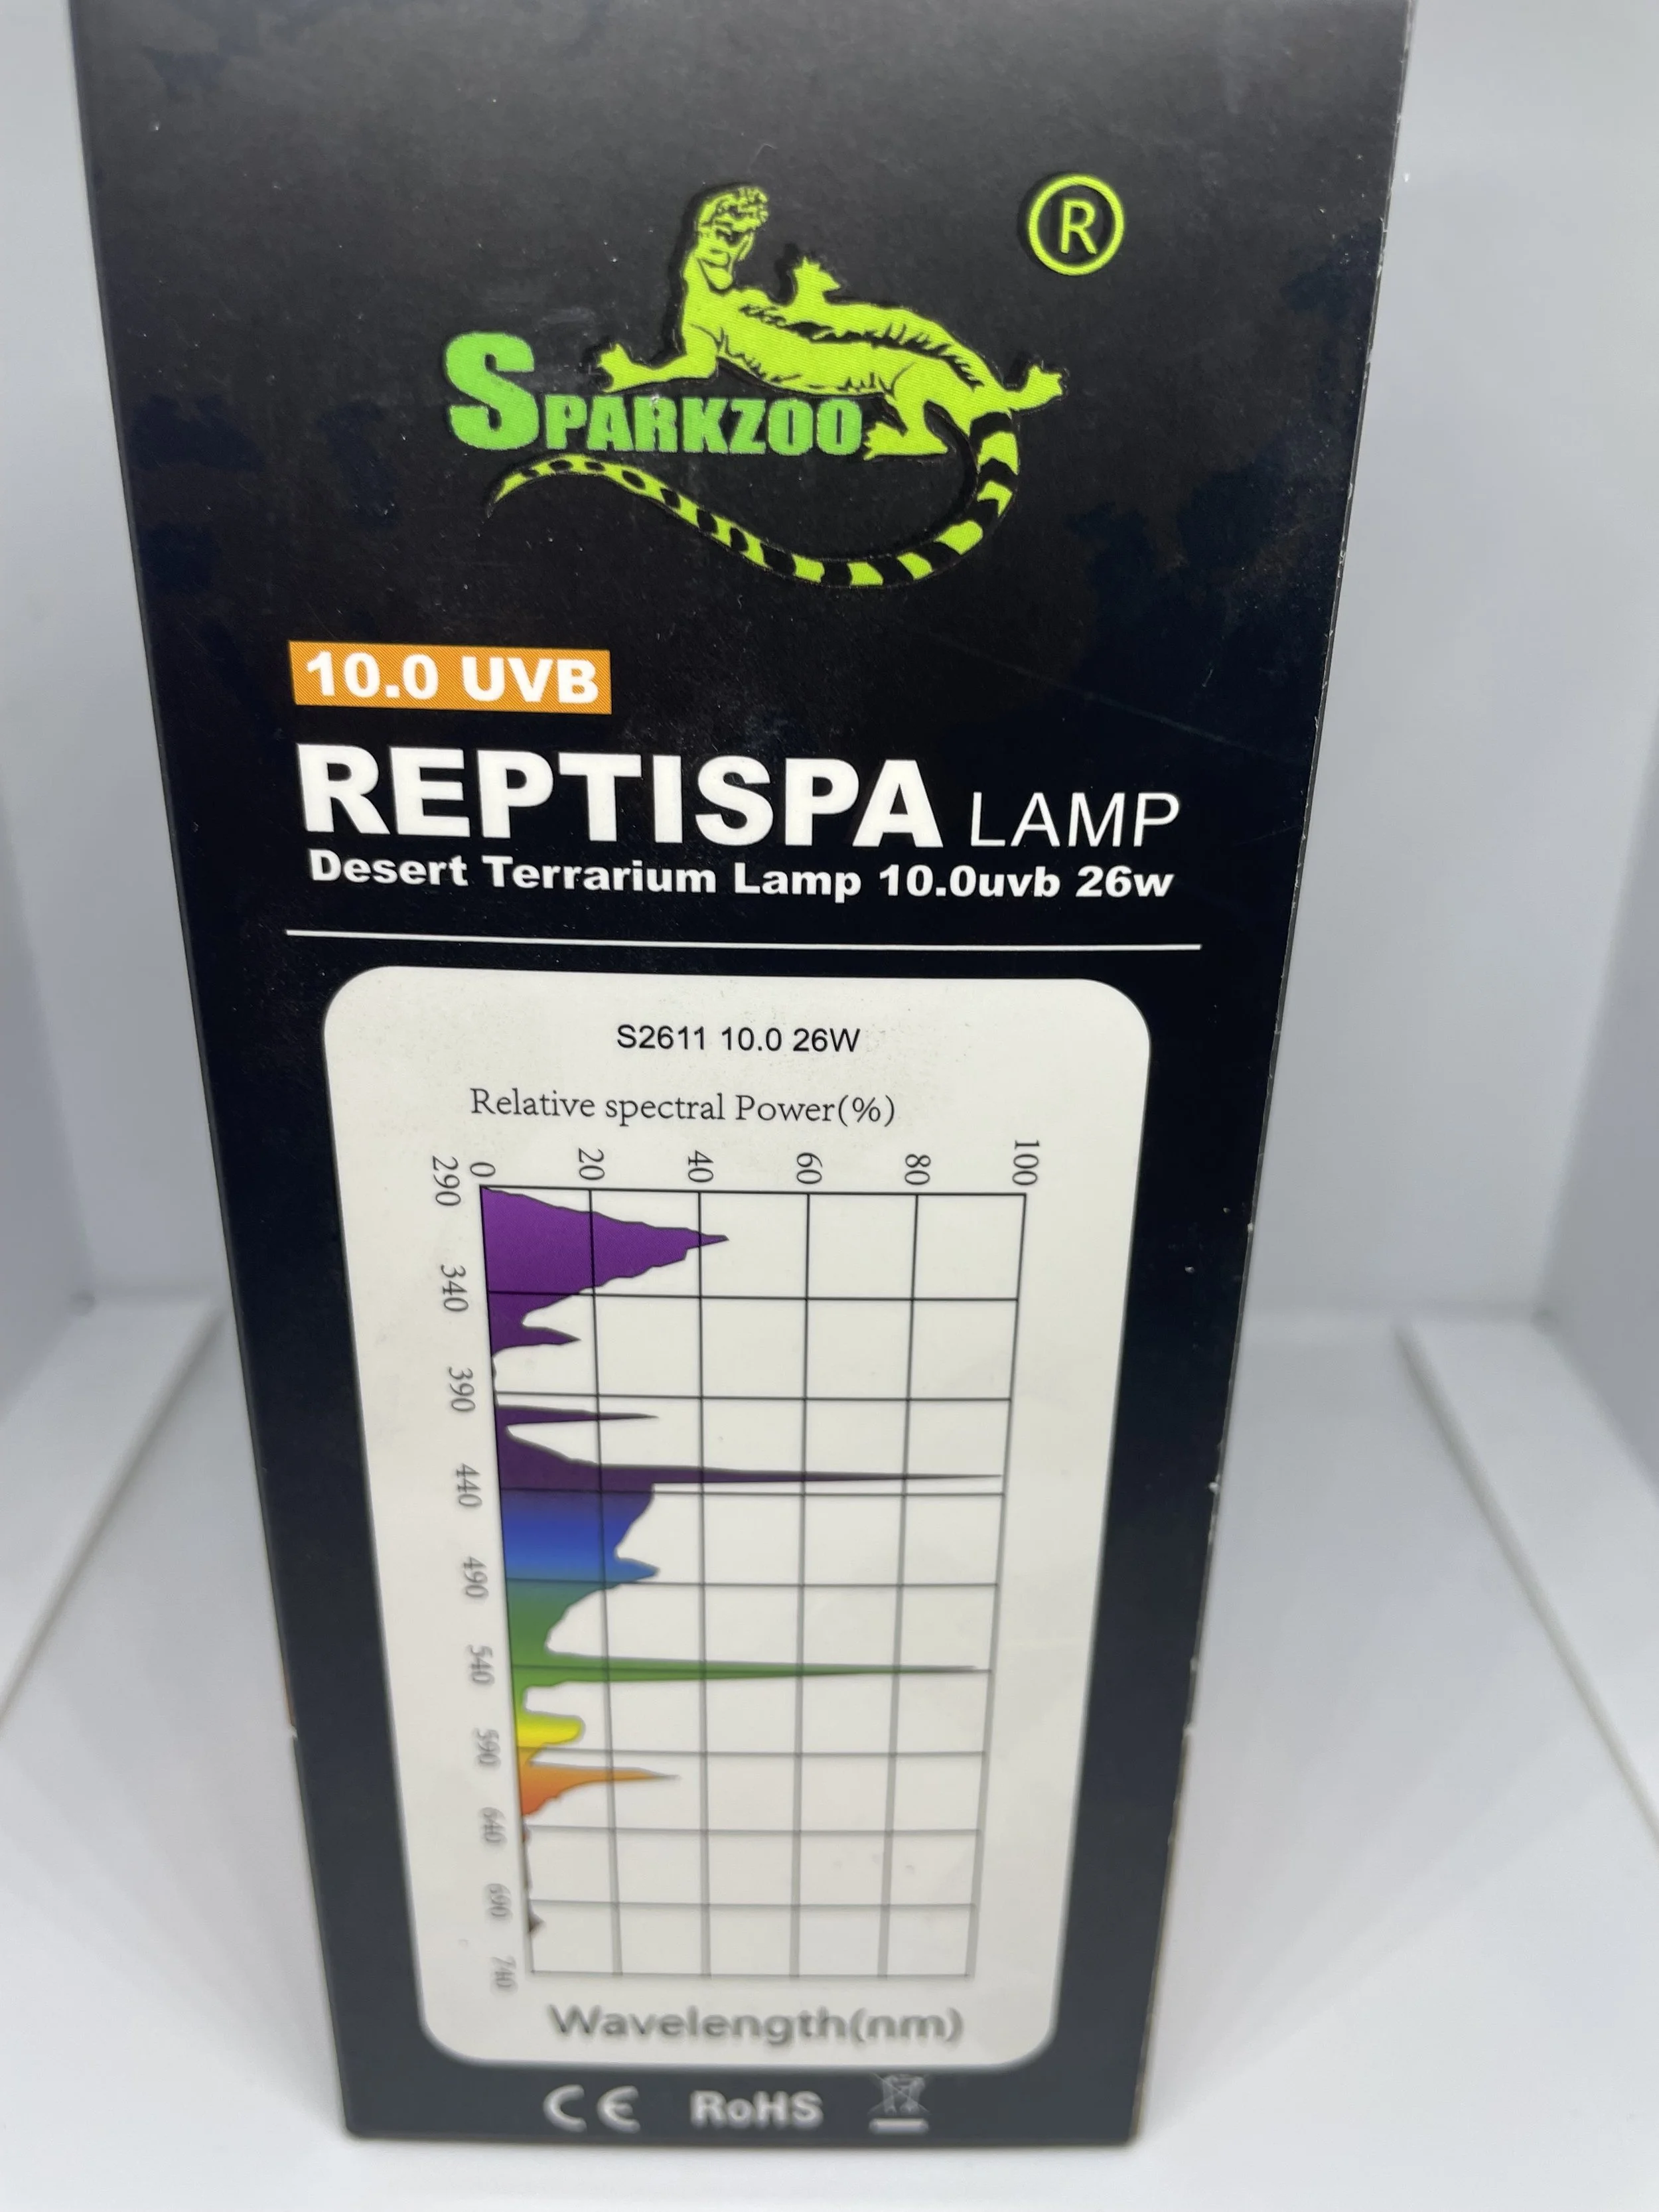 ®
SPARKZOO
10.0 UVB
REPTISPA LAMP
Desert Terrarium Lamp 10.0uvb 26w
S2611 10.0 26W
Relative spectral Power(%)
0 20 40 60 80 100
290
340
390
440
490
540
590
640
690
740
Wavelength(nm)
CE RoHS